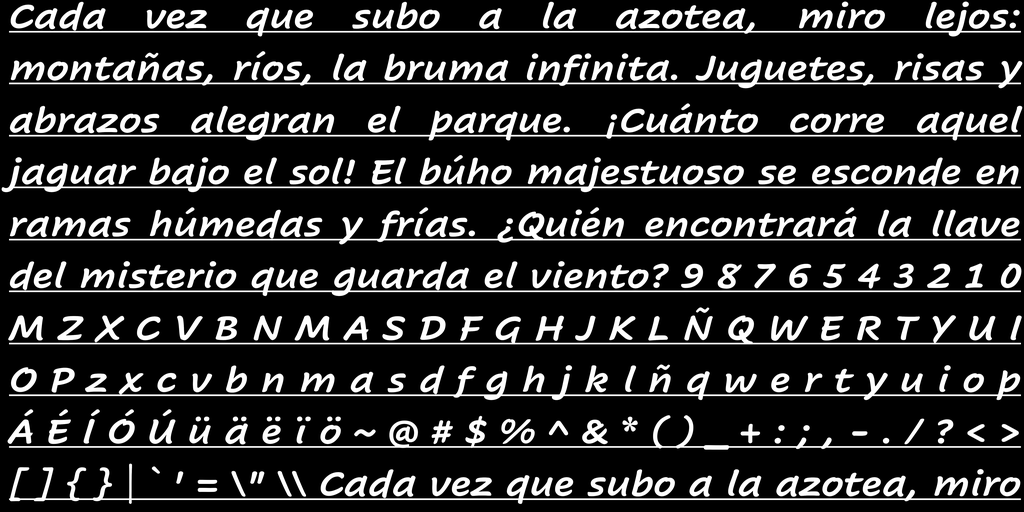 Cada vez que subo a la azotea, miro lejos:
montañas, ríos, la bruma infinita. Juguetes, risas y
abrazos alegran el parque. ¡Cuánto corre aquel
jaguar bajo el sol! El búho majestuoso se esconde en
ramas húmedas y frías. ¿Quién encontrará la llave
del misterio que guarda el viento? 9 8 7 6 5 4 3 2 1 0
M Z X C V B N M A S D F G H J K L Ñ Q W E R T Y U I
O P z x c v b n m a s d f g h j k l ñ q w e r t y u i o p
Á É Í Ó Ú ü ä ë ï ö ~ @ # $ % ^ & * ( ) _ + : ; , - . / ? < >
[ ] { } | ` ' = \" \\ Cada vez que subo a la azotea, miro